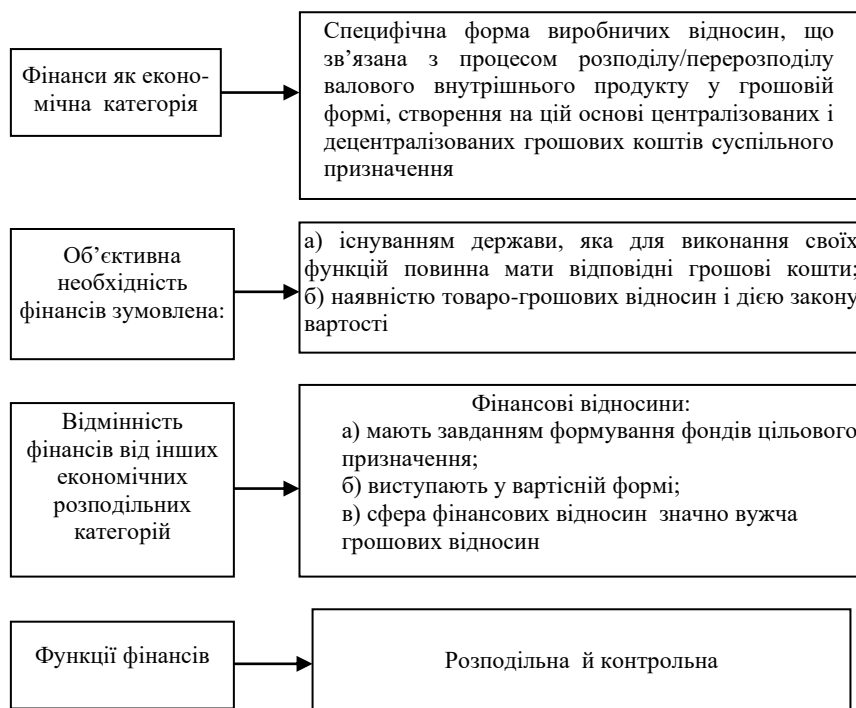 Фінанси як еконо-
мічна категорія
Специфічна форма виробничих відносин, що
зв’язана з процесом розподілу/перерозподілу
валового внутрішнього продукту у грошовій
формі, створення на цій основі централізованих і
децентралізованих грошових коштів суспільного
призначення
Об’єктивна
необхідність
фінансів зумовлена:
а) існуванням держави, яка для виконання своїх
функцій повинна мати відповідні грошові кошти;
б) наявністю товаро-грошових відносин і дією закону
вартості
Відмінність
фінансів від інших
економічних
розподільних
категорій
Фінансові відносини:
а) мають завданням формування фондів цільового
призначення;
б) виступають у вартісній формі;
в) сфера фінансових відносин значно вужча
грошових відносин
Функції фінансів
Розподільна й контрольна